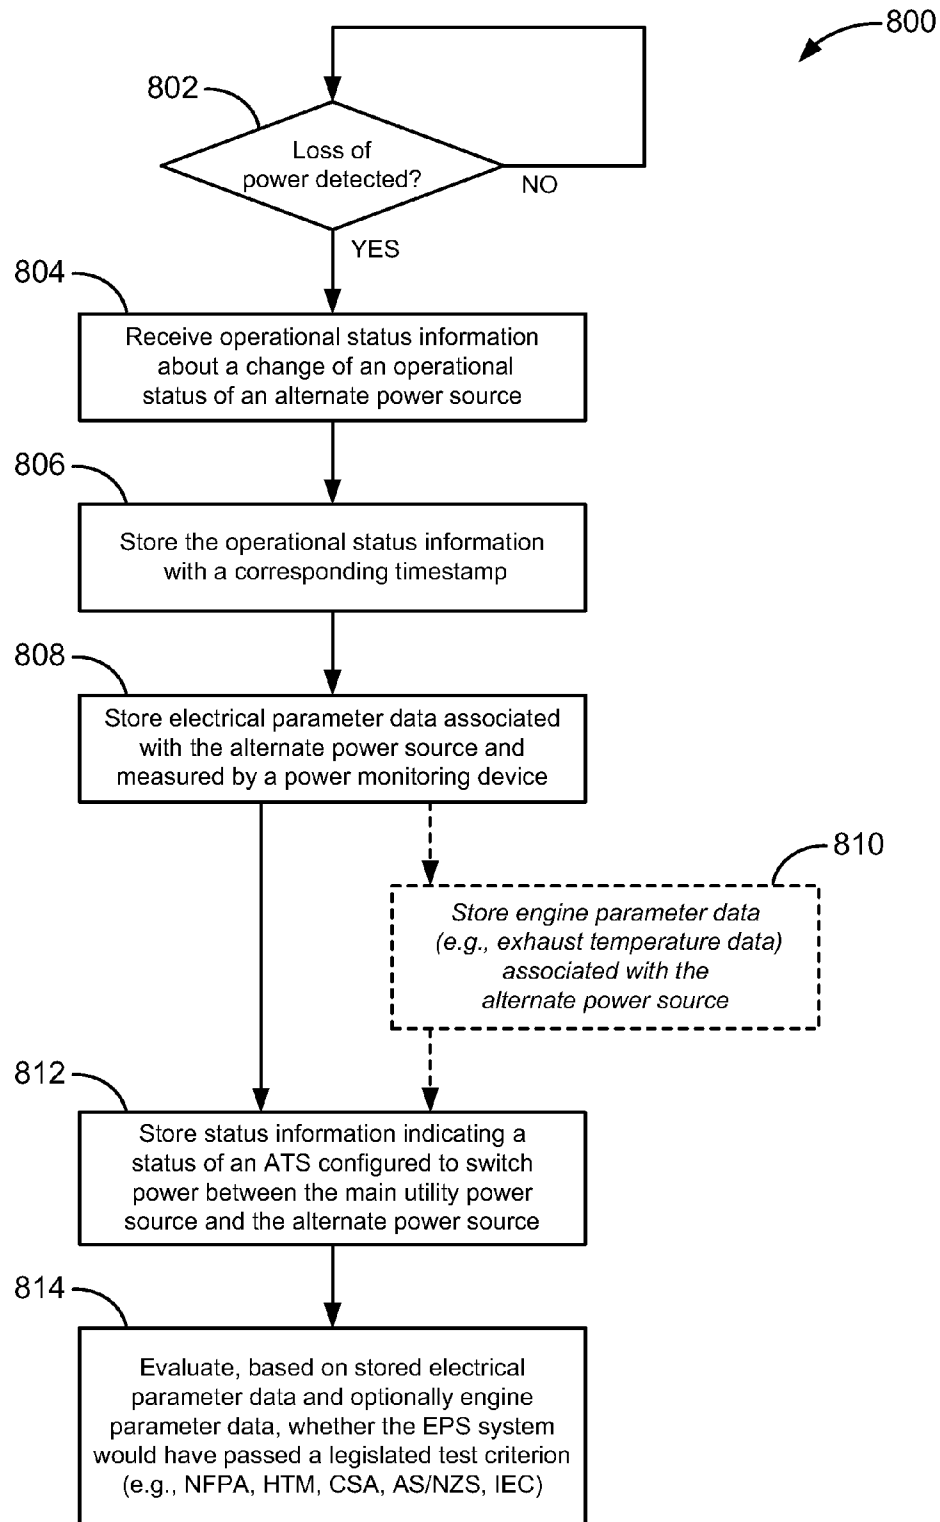 800
802
Loss of
power detected?
NO
YES
804
Receive operational status information
about a change of an operational
status of an alternate power source
806
Store the operational status information
with a corresponding timestamp
808
Store electrical parameter data associated
with the alternate power source and
measured by a power monitoring device
810
Store engine parameter data
(e.g., exhaust temperature data)
associated with the
alternate power source
812
Store status information indicating a
status of an ATS configured to switch
power between the main utility power
source and the alternate power source
814
Evaluate, based on stored electrical
parameter data and optionally engine
parameter data, whether the EPS system
would have passed a legislated test criterion
(e.g., NFPA, HTM, CSA, AS/NZS, IEC)